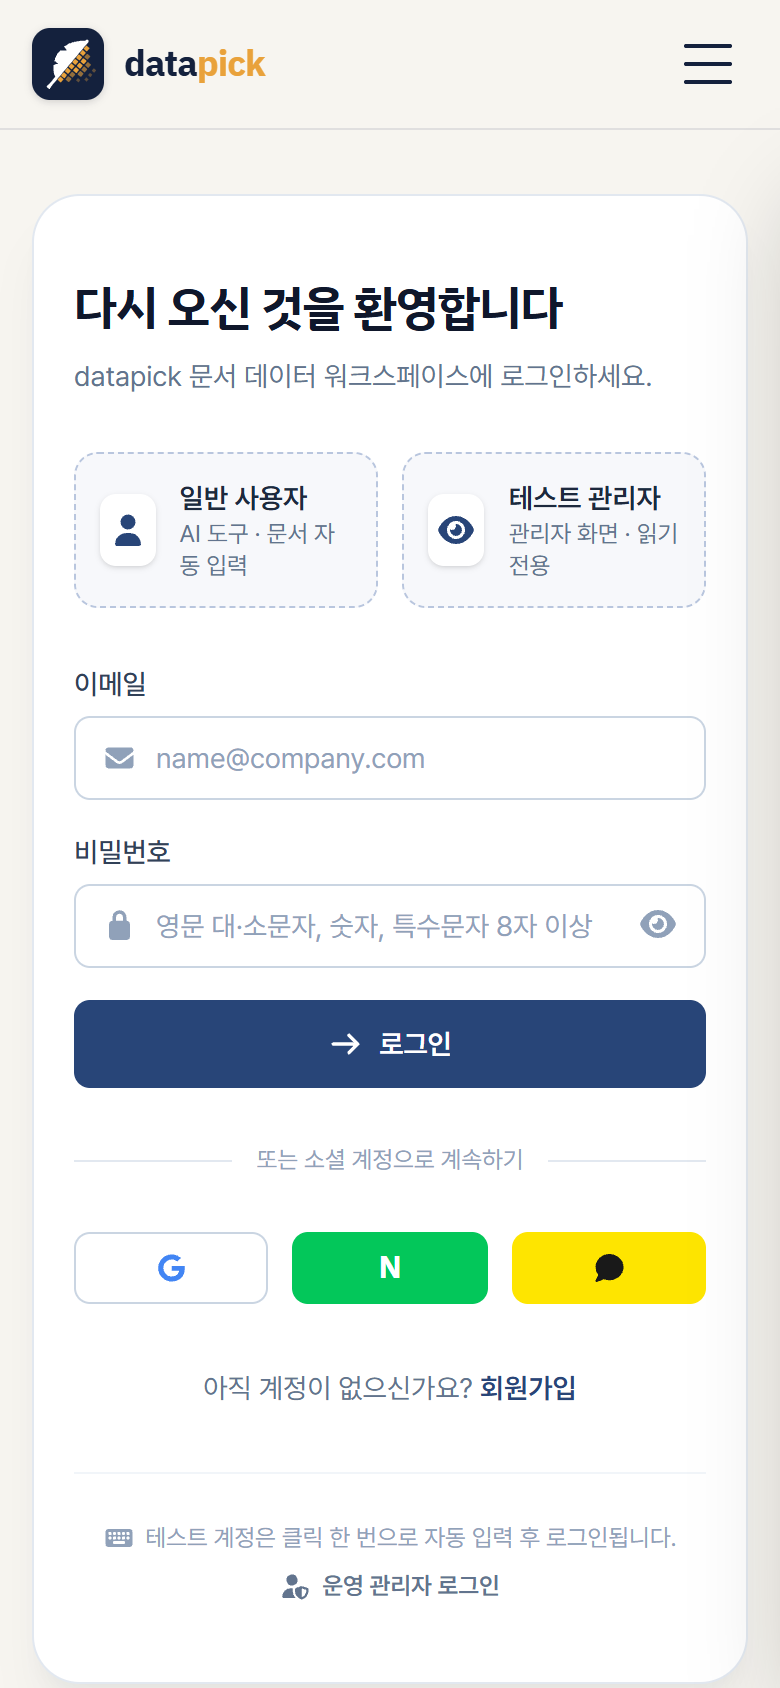 datapick
다시 오신 것을 환영합니다
datapick 문서 데이터 워크스페이스에 로그인하세요.
일반 사용자
AI 도구 · 문서 자
동 입력
테스트 관리자
관리자 화면 · 읽기
전용
이메일
name@company.com
비밀번호
영문 대·소문자, 숫자, 특수문자 8자 이상
로그인
또는 소셜 계정으로 계속하기
G
N
아직 계정이 없으신가요? 회원가입
테스트 계정은 클릭 한 번으로 자동 입력 후 로그인됩니다.
운영 관리자 로그인